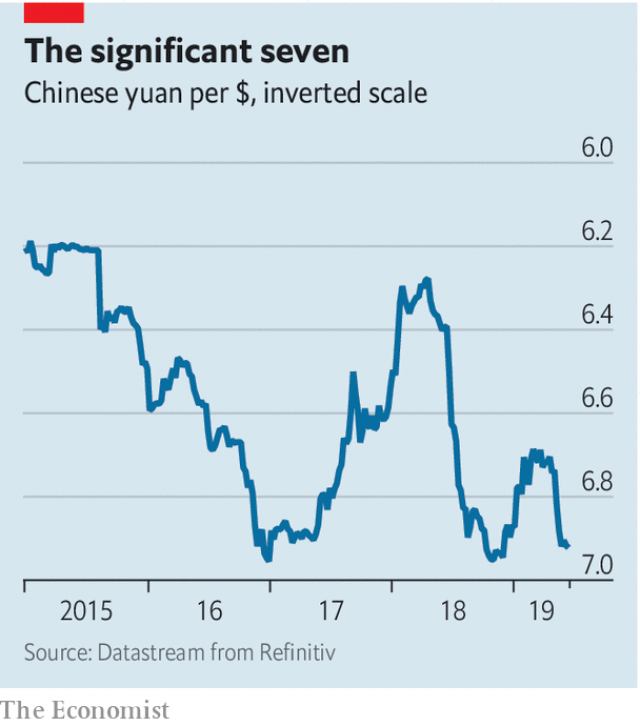 The significant seven
Chinese yuan per $, inverted scale
6.0
6.2
6.4
6.6
6.8
7.0
2015 16 17 18 19
Source: Datastream from Refinitiv
The Economist